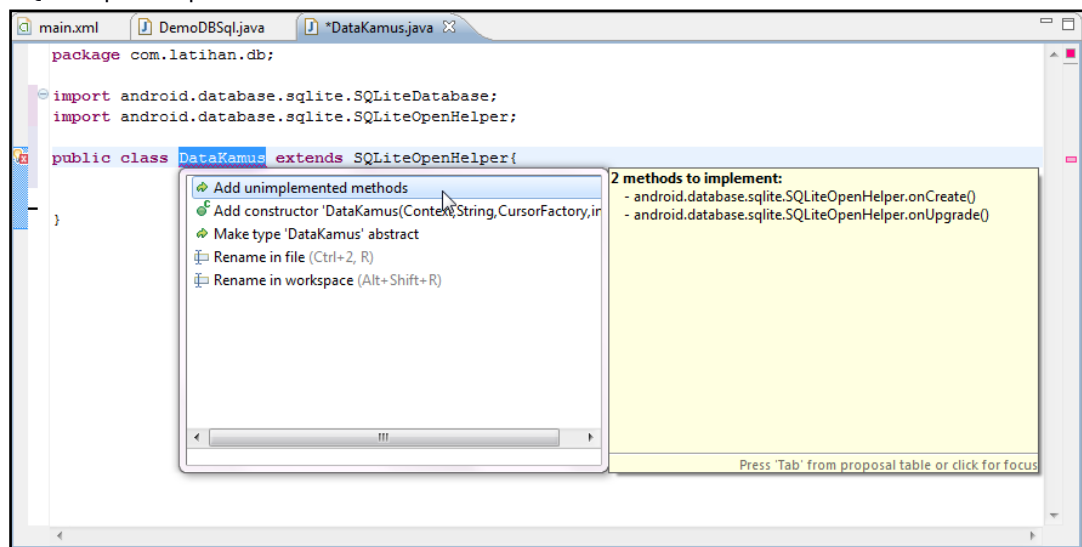 main.xml DemoDBSql.java *DataKamus.java
package com.latihan.db;
import android.database.sqlite.SQLiteDatabase;
import android.database.sqlite.SQLiteOpenHelper;
public class DataKamus extends SQLiteOpenHelper{
Add unimplemented methods
Add constructor 'DataKamus(Context,String,CursorFactory,in
Make type 'DataKamus' abstract
Rename in file (Ctrl+2, R)
Rename in workspace (Alt+Shift+R)
2 methods to implement:
- android.database.sqlite.SQLiteOpenHelper.onCreate()
- android.database.sqlite.SQLiteOpenHelper.onUpgrade()
Press 'Tab' from proposal table or click for focus
}